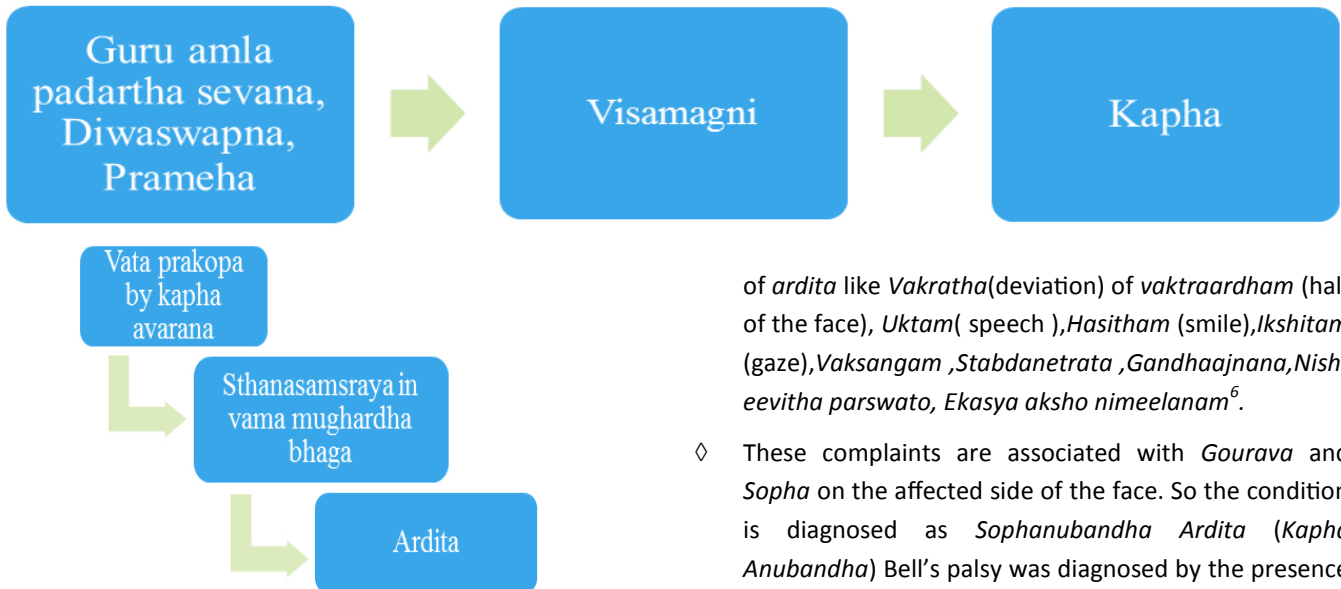 Guru amla
padartha sevana,
Diwaswapna,
Prameha
Visamagni
Kapha
Vata prakopa
by kapha
avarana
Sthanasamsraya in
vama mughardha
bhaga
Ardita
of ardita like Vakratha(deviation) of vaktraardham (hal
of the face), Uktam( speech ),Hasitham (smile),Ikshitan
(gaze),Vaksangam ,Stabdanetrata ,Gandhaajnana,Nish
eevitha parswato, Ekasya aksho nimeelanam6.
◊ These complaints are associated with Gourava and
Sopha on the affected side of the face. So the condition
is diagnosed as Sophanubandha Ardita (Kapha
Anubandha) Bell’s palsy was diagnosed by the presence